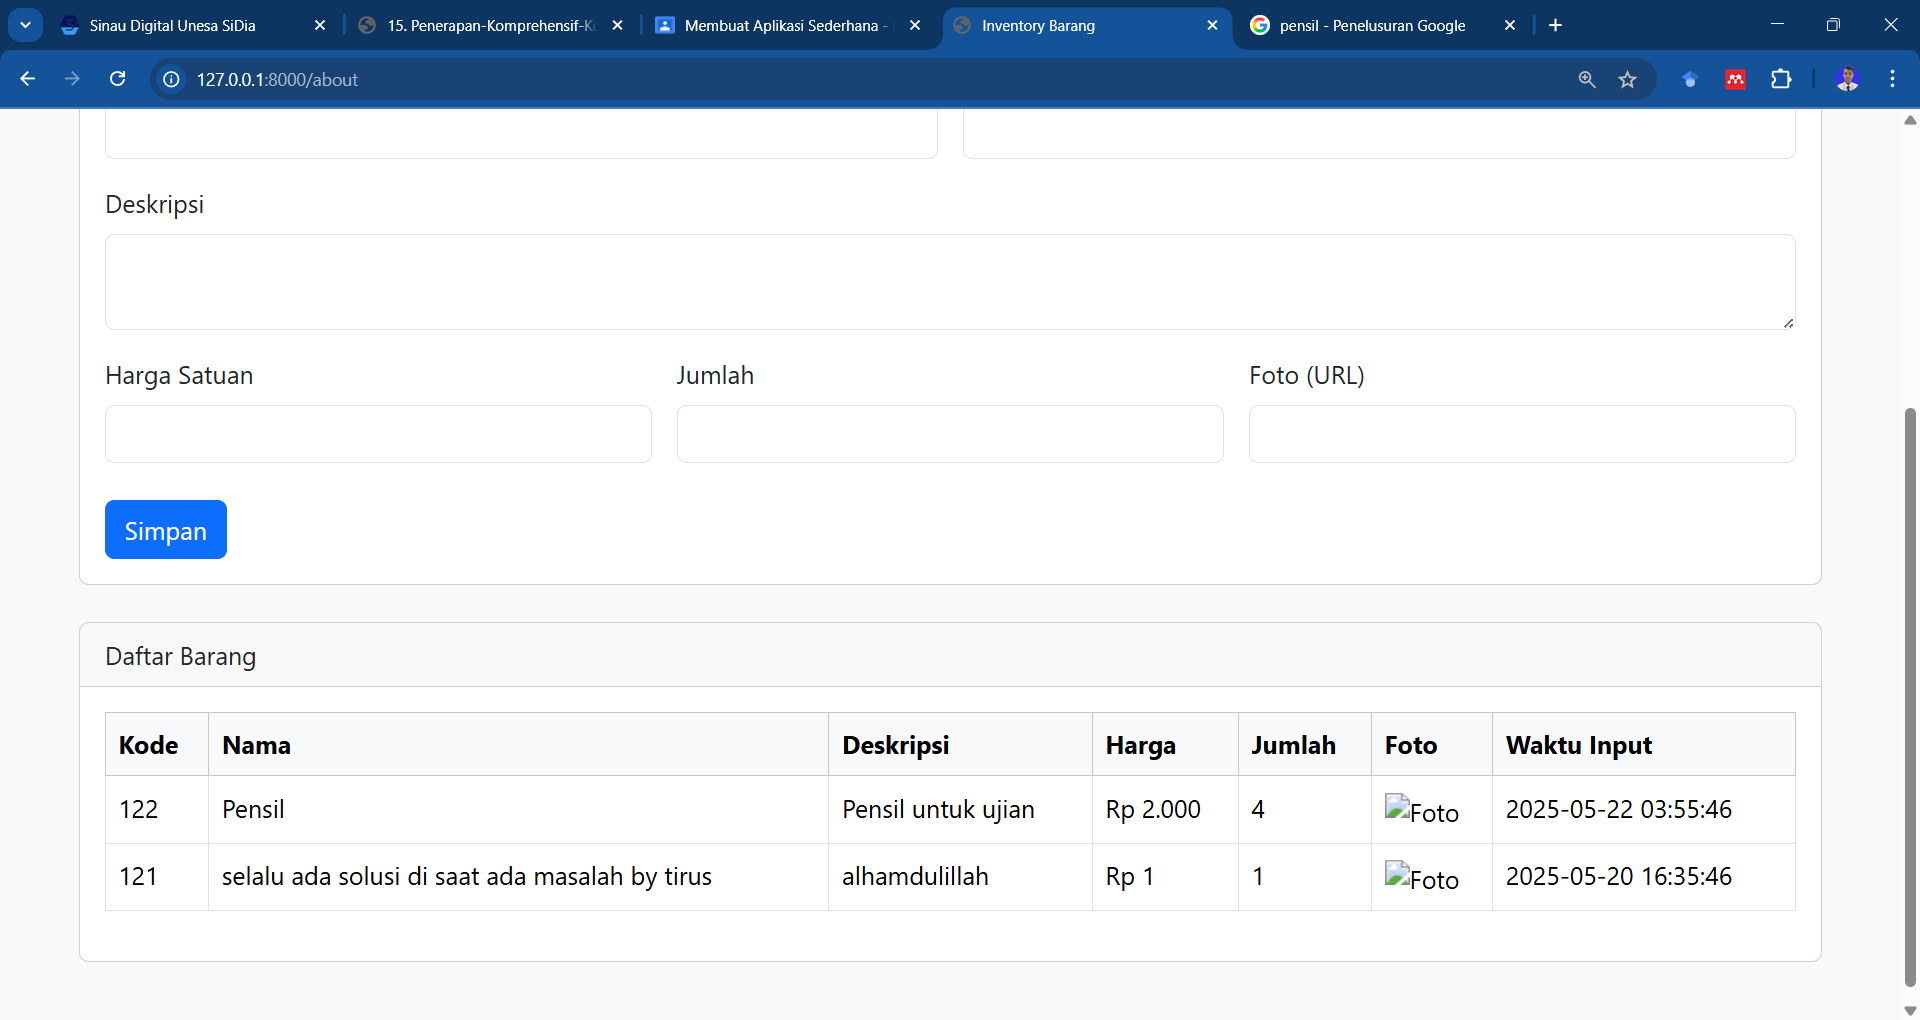 Sinau Digital Unesa SiDia
15. Penerapan-Komprehensif-K
Membuat Aplikasi Sederhana -
Inventory Barang
pensil - Penelusuran Google
127.0.0.1:8000/about
Deskripsi
Harga Satuan Jumlah Foto (URL)
Simpan
Daftar Barang
Kode Nama Deskripsi Harga Jumlah Foto Waktu Input
122 Pensil Pensil untuk ujian Rp 2.000 4 Foto 2025-05-22 03:55:46
121 selalu ada solusi di saat ada masalah by tirus alhamdulillah Rp 1 1 Foto 2025-05-20 16:35:46